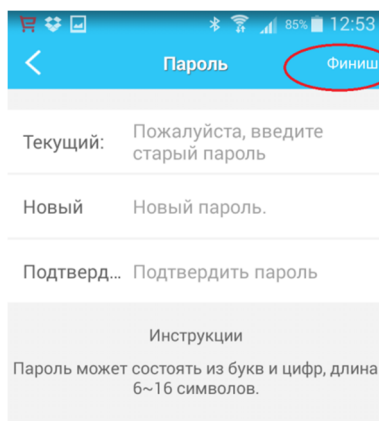 85% 12:53
Пароль Финиш
Текущий: Пожалуйста, введите
старый пароль
Новый Новый пароль.
Подтверд... Подтвердить пароль
Инструкции
Пароль может состоять из букв и цифр, длина
6~16 символов.